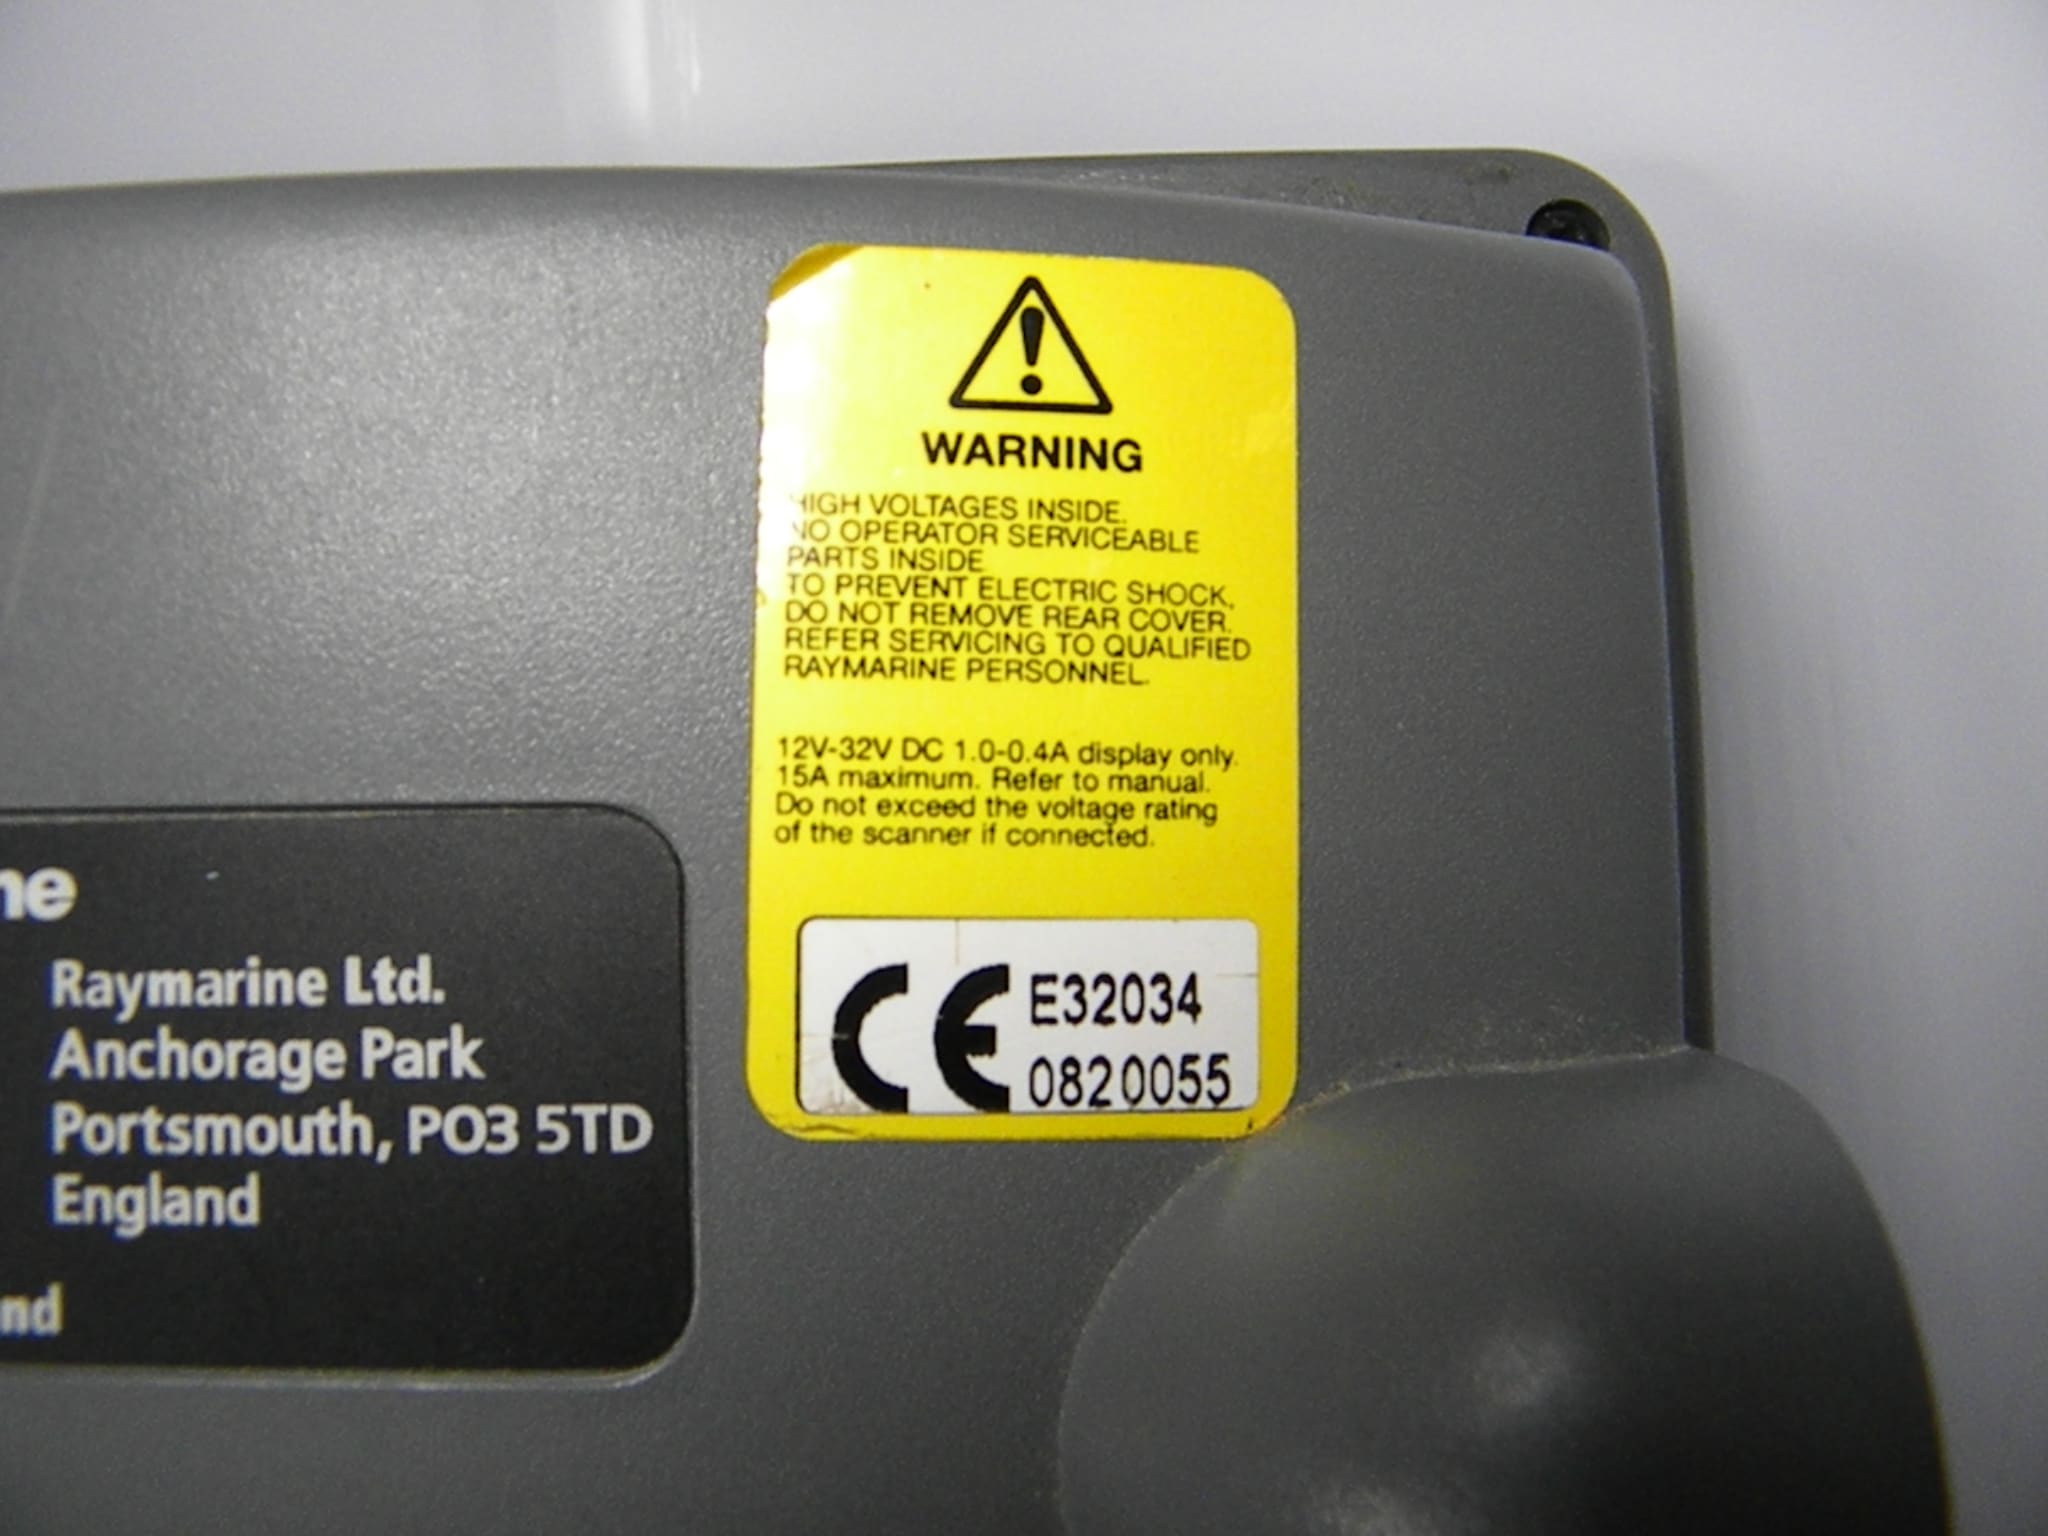 WARNING
HIGH VOLTAGES INSIDE.
NO OPERATOR SERVICEABLE
PARTS INSIDE
TO PREVENT ELECTRIC SHOCK,
DO NOT REMOVE REAR COVER.
REFER SERVICING TO QUALIFIED
RAYMARINE PERSONNEL.
12V-32V DC 1.0-0.4A display only.
15A maximum. Refer to manual.
Do not exceed the voltage rating
of the scanner if connected.
CE E32034
0820055
ne
Raymarine Ltd.
Anchorage Park
Portsmouth, PO3 5TD
England
nd